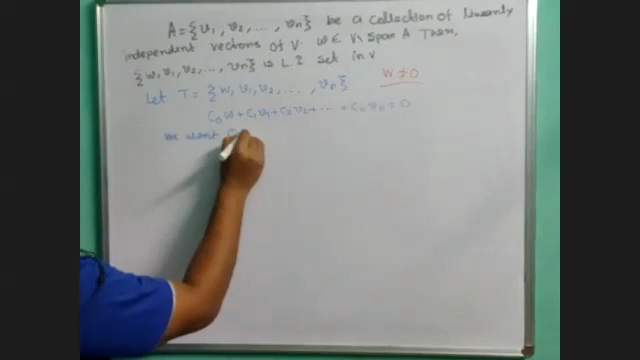 A = {v₁, v₂, ..., vₙ} be a collection of linearly
independent vectors of V. w ∈ V \ span A Then,
{w, v₁, v₂, ..., vₙ} is L I set in V
Let T = {w, v₁, v₂, ..., vₙ} w ≠ 0
C₀w + C₁v₁ + C₂v₂ + ... + Cₙvₙ = 0
we want C